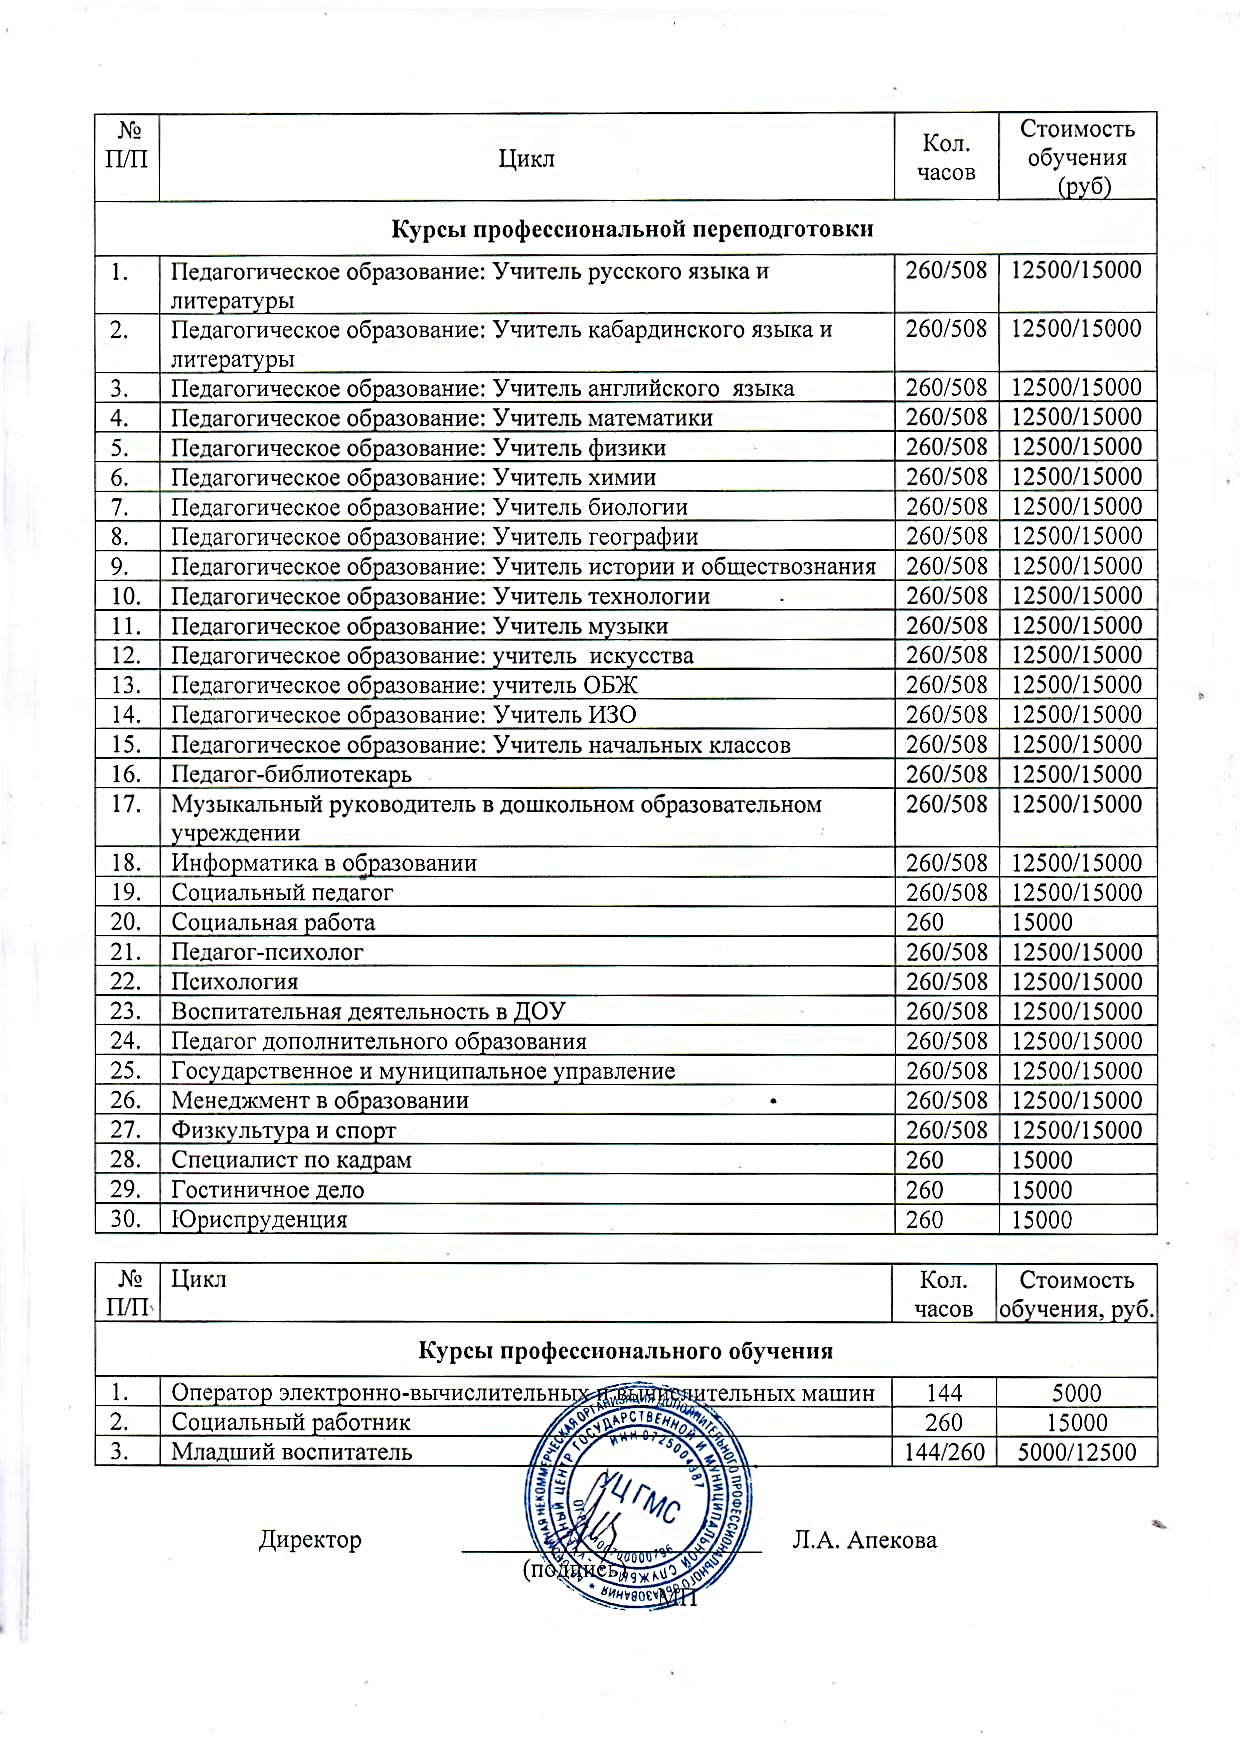 № П/П Цикл Кол. часов Стоимость обучения (руб)
Курсы профессиональной переподготовки
1. Педагогическое образование: Учитель русского языка и 260/508 12500/15000
литературы
2. Педагогическое образование: Учитель кабардинского языка и 260/508 12500/15000
литературы
3. Педагогическое образование: Учитель английского языка 260/508 12500/15000
4. Педагогическое образование: Учитель математики 260/508 12500/15000
5. Педагогическое образование: Учитель физики 260/508 12500/15000
6. Педагогическое образование: Учитель химии 260/508 12500/15000
7. Педагогическое образование: Учитель биологии 260/508 12500/15000
8. Педагогическое образование: Учитель географии 260/508 12500/15000
9. Педагогическое образование: Учитель истории и обществознания 260/508 12500/15000
10. Педагогическое образование: Учитель технологии 260/508 12500/15000
11. Педагогическое образование: Учитель музыки 260/508 12500/15000
12. Педагогическое образование: учитель искусства 260/508 12500/15000
13. Педагогическое образование: учитель ОБЖ 260/508 12500/15000
14. Педагогическое образование: Учитель ИЗО 260/508 12500/15000
15. Педагогическое образование: Учитель начальных классов 260/508 12500/15000
16. Педагог-библиотекарь 260/508 12500/15000
17. Музыкальный руководитель в дошкольном образовательном 260/508 12500/15000
учреждении
18. Информатика в образовании 260/508 12500/15000
19. Социальный педагог 260/508 12500/15000
20. Социальная работа 260 15000
21. Педагог-психолог 260/508 12500/15000
22. Психология 260/508 12500/15000
23. Воспитательная деятельность в ДОУ 260/508 12500/15000
24. Педагог дополнительного образования 260/508 12500/15000
25. Государственное и муниципальное управление 260/508 12500/15000
26. Менеджмент в образовании 260/508 12500/15000
27. Физкультура и спорт 260/508 12500/15000
28. Специалист по кадрам 260 15000
29. Гостиничное дело 260 15000
30. Юриспруденция 260 15000
№ П/П Цикл Кол. часов Стоимость обучения, руб.
Курсы профессионального обучения
1. Оператор электронно-вычислительных и вычислительных машин 144 5000
2. Социальный работник 260 15000
3. Младший воспитатель 144/260 5000/12500
НЕКОММЕРЧЕСКАЯ ОРГАНИЗАЦИЯ ДОПОЛНИТЕЛЬНОГО ПРОФЕССИОНАЛЬНОГО ОБРАЗОВАНИЯ
ЦЕНТР ГОСУДАРСТВЕННОЙ И МУНИЦИПАЛЬНОЙ СЛУЖБЫ
ИНН 0725004387
УЦ ГМС
Директор Л.А. Апекова
(подпись)
МП